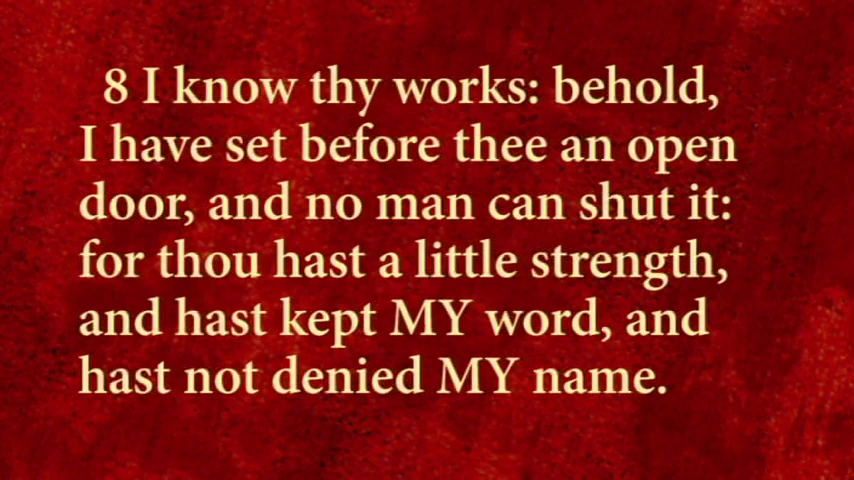 8 I know thy works: behold,
I have set before thee an open
door, and no man can shut it:
for thou hast a little strength,
and hast kept MY word, and
hast not denied MY name.